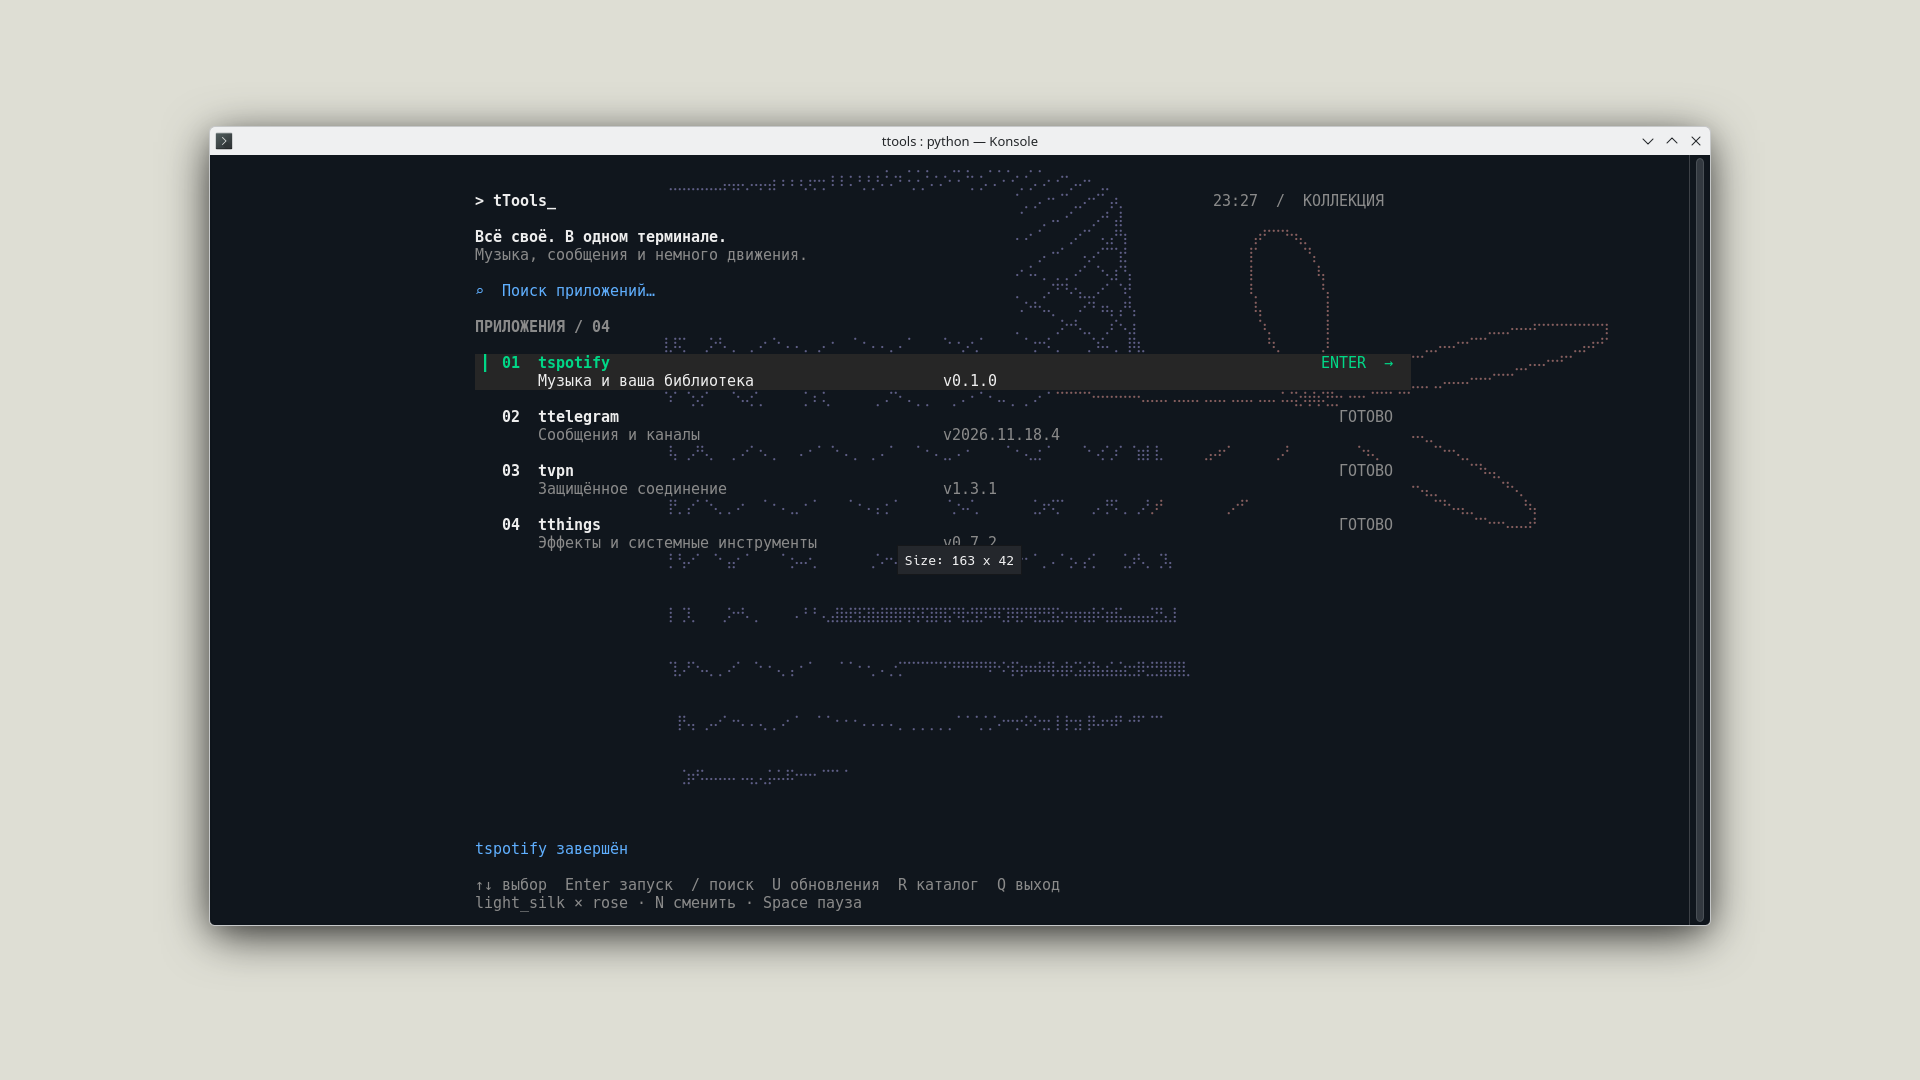 ttools : python — Konsole
> tTools_
23:27 / КОЛЛЕКЦИЯ
Всё своё. В одном терминале.
Музыка, сообщения и немного движения.
⌕ Поиск приложений…
ПРИЛОЖЕНИЯ / 04
01 tspotify ENTER →
Музыка и ваша библиотека v0.1.0
02 ttelegram ГОТОВО
Сообщения и каналы v2026.11.18.4
03 tvpn ГОТОВО
Защищённое соединение v1.3.1
04 tthings ГОТОВО
Эффекты и системные инструменты v0.7.2
Size: 163 x 42
tspotify завершён
↑↓ выбор Enter запуск / поиск U обновления R каталог Q выход
light_silk × rose · N сменить · Space пауза